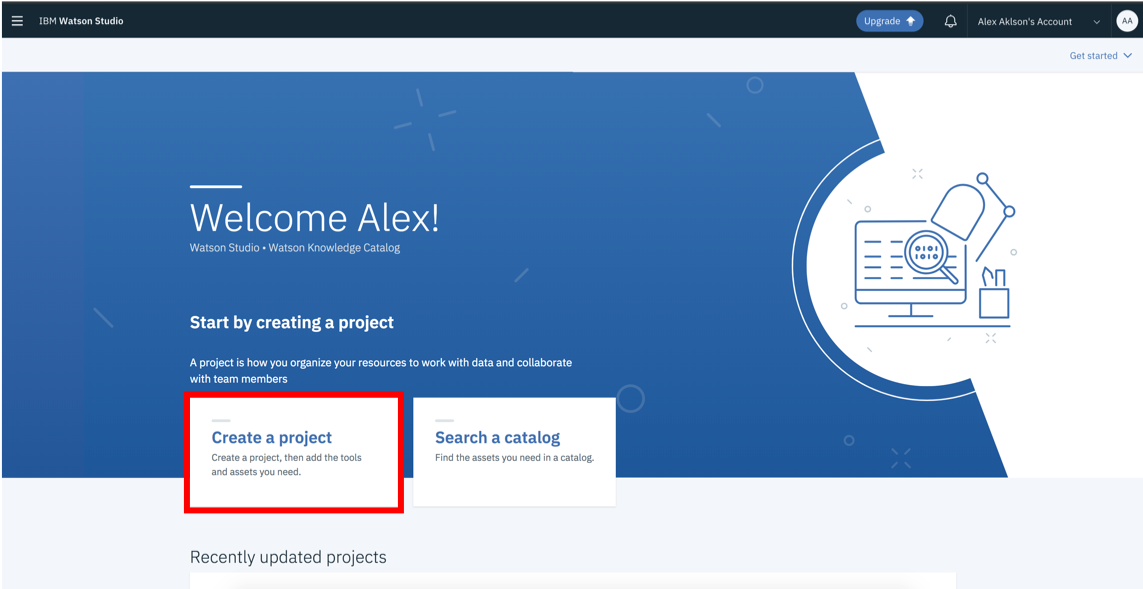 IBM Watson Studio
Upgrade
Alex Aklson's Account
AA
Get started
Welcome Alex!
Watson Studio • Watson Knowledge Catalog
Start by creating a project
A project is how you organize your resources to work with data and collaborate
with team members
Create a project
Create a project, then add the tools
and assets you need.
Search a catalog
Find the assets you need in a catalog.
0101
1010
Recently updated projects